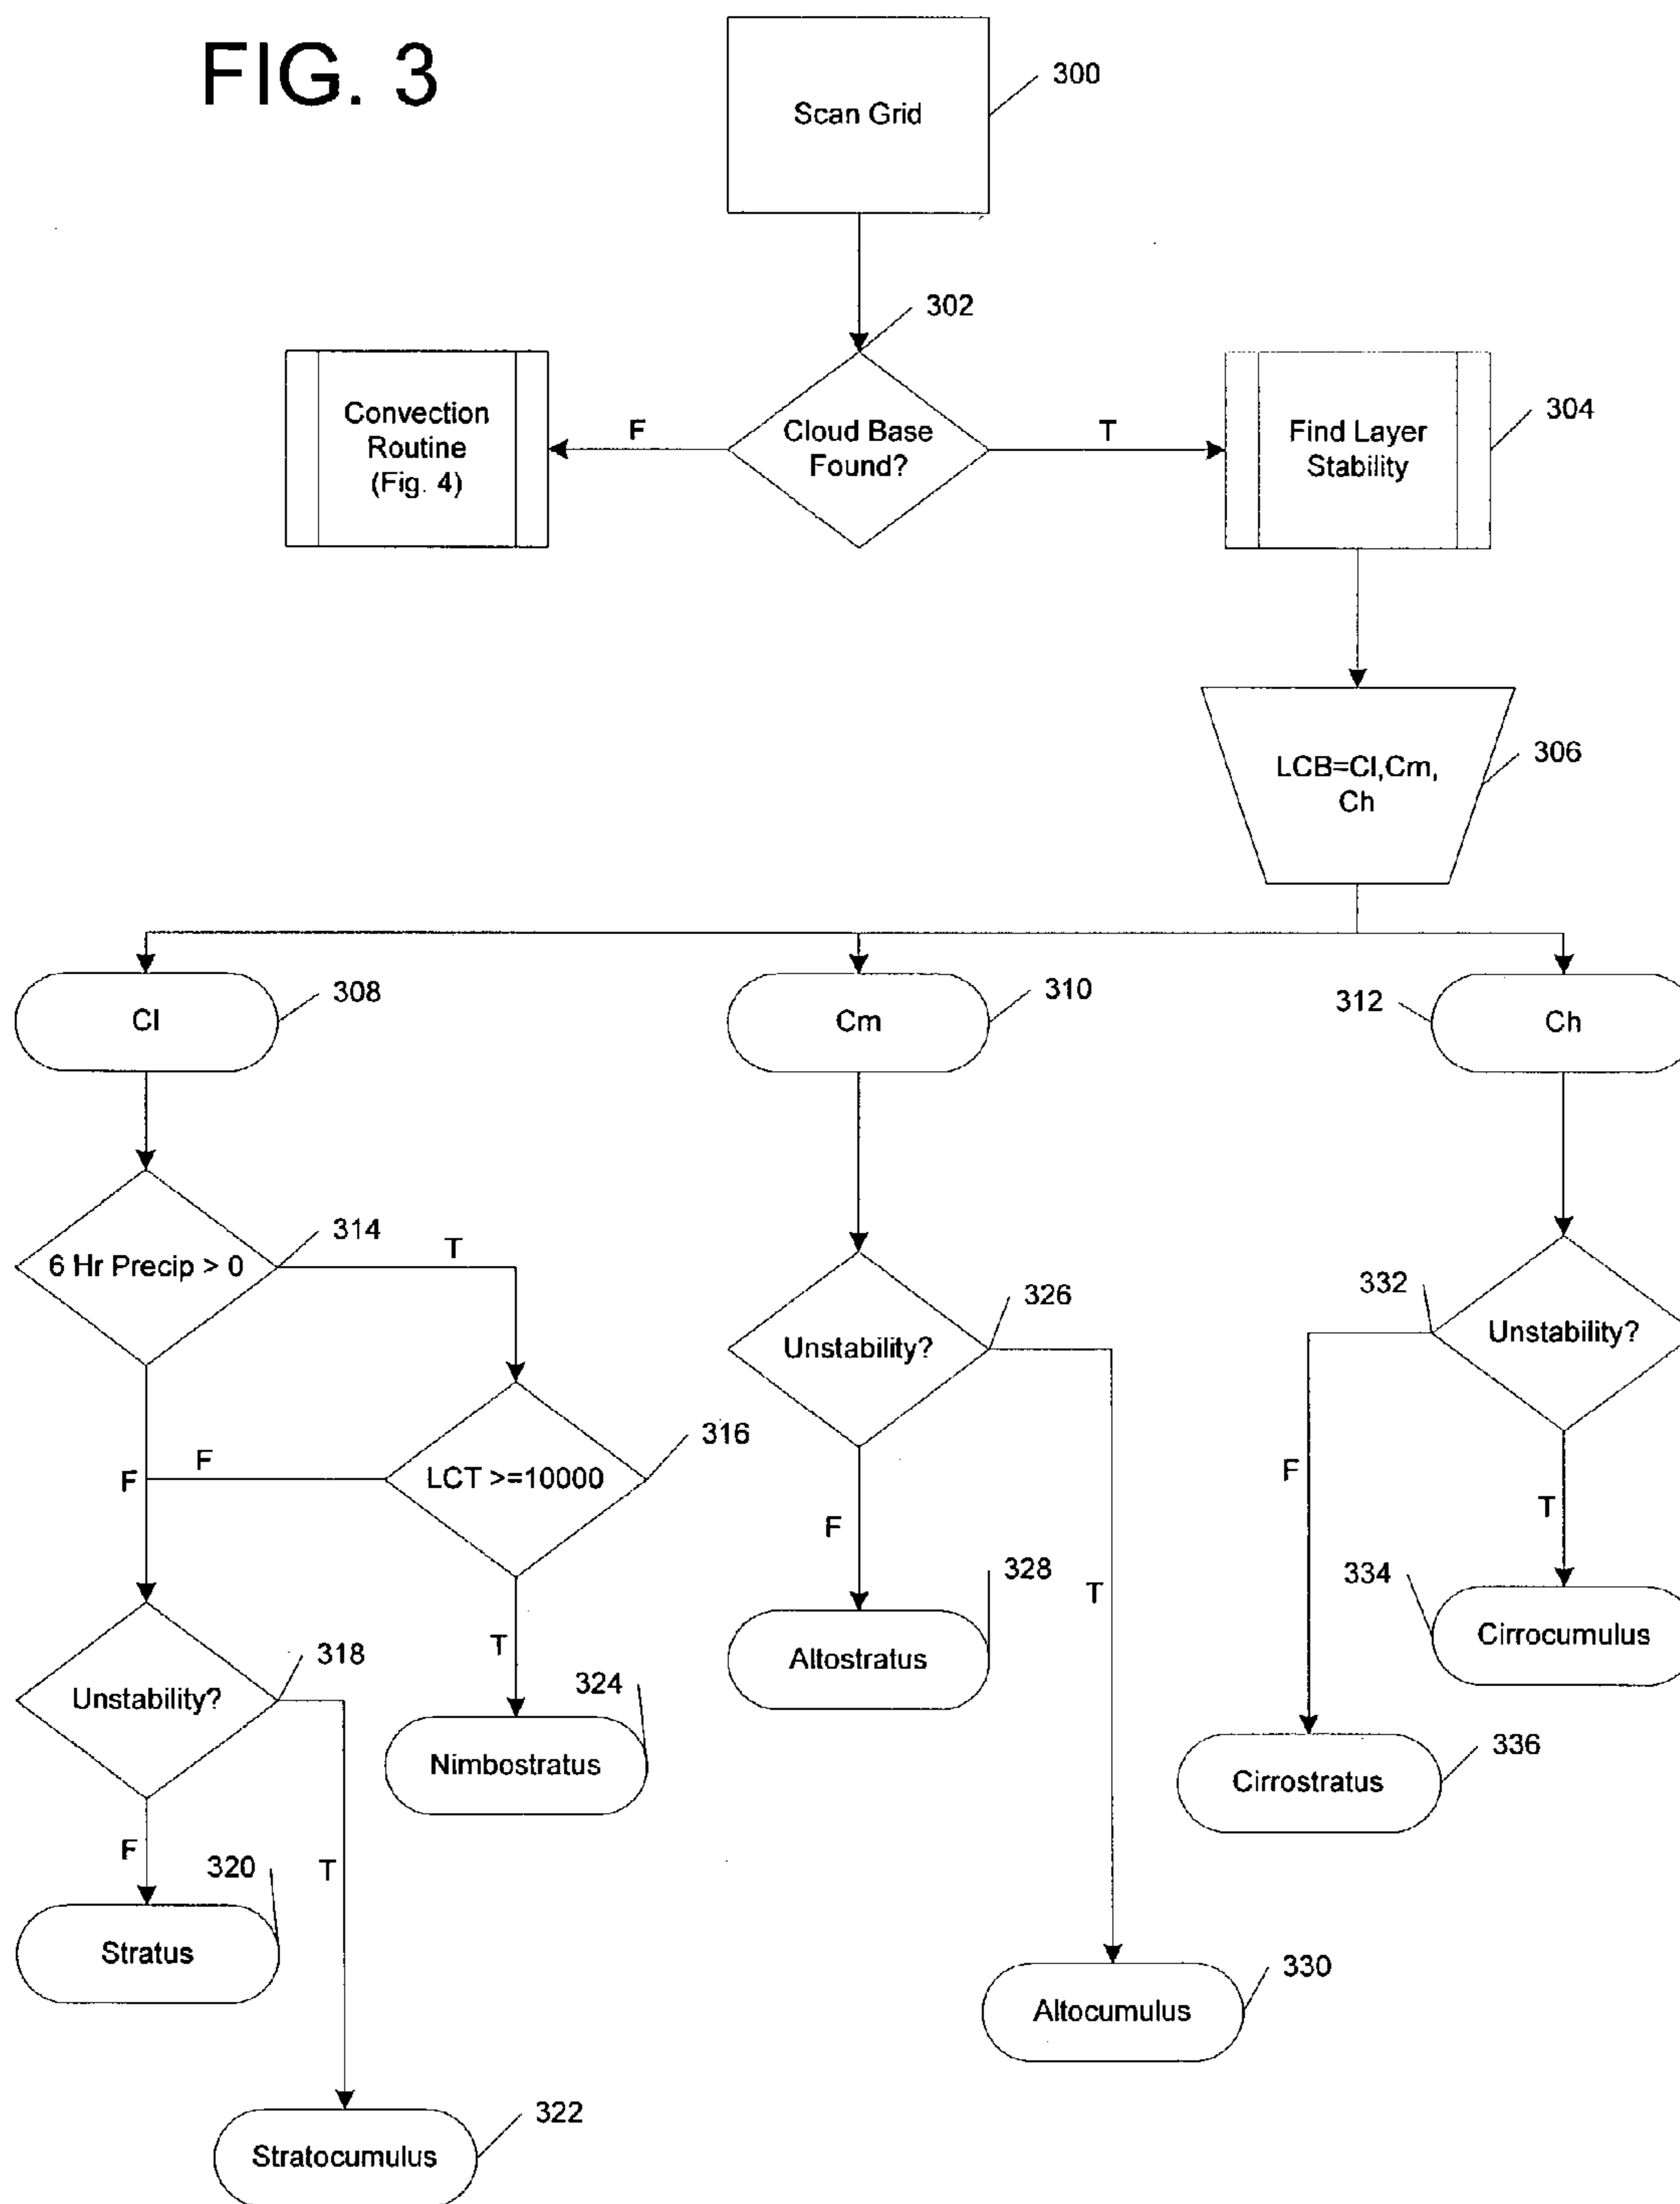 FIG. 3
Scan Grid
300
302
Convection
Routine
(Fig. 4)
F
Cloud Base
Found?
T
Find Layer
Stability
304
LCB=Cl,Cm,
Ch
306
Cl
308
Cm
310
312
Ch
6 Hr Precip > 0
314
T
Unstability?
326
332
Unstability?
F
F
LCT >=10000
316
F
T
F
T
318
Unstability?
T
324
Nimbostratus
328
Altostratus
T
334
Cirrocumulus
Cirrostratus
336
F
320
T
Stratus
Altocumulus
330
Stratocumulus
322